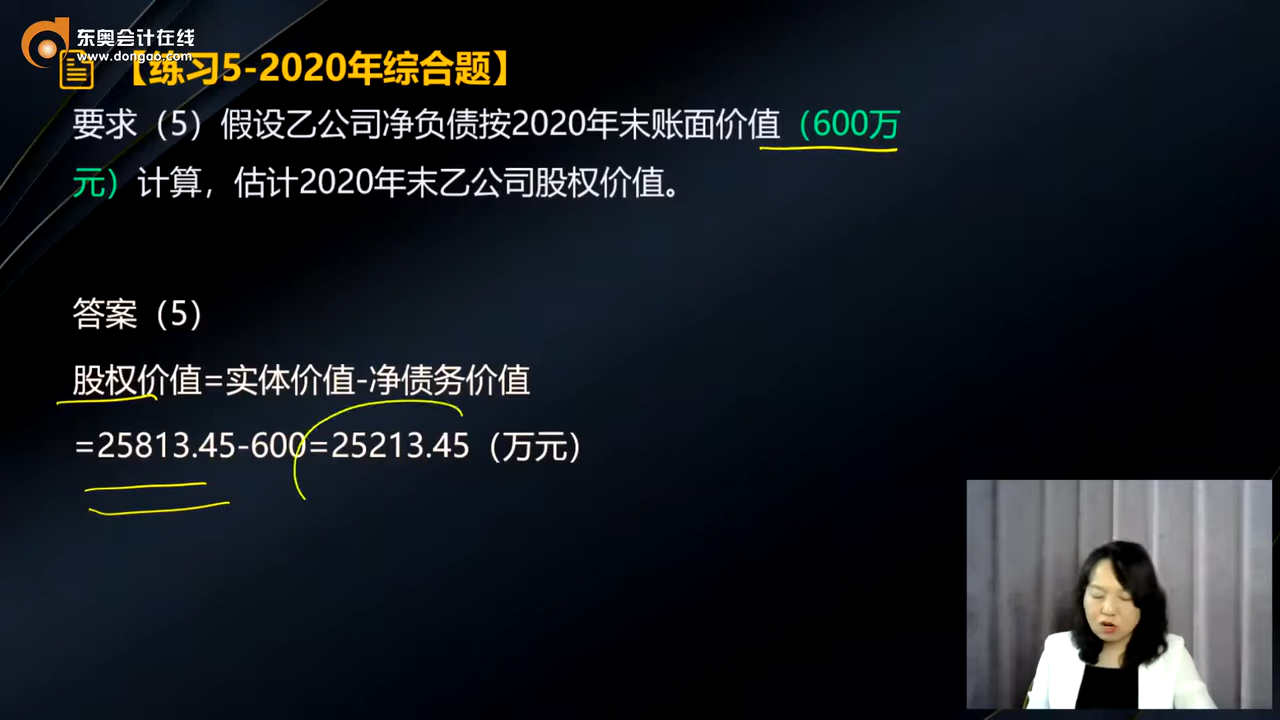 东奥会计在线
www.dongao.com
【练习5-2020年综合题】
要求（5）假设乙公司净负债按2020年末账面价值（600万
元）计算，估计2020年末乙公司股权价值。
答案（5）
股权价值=实体价值-净债务价值
=25813.45-600=25213.45（万元）